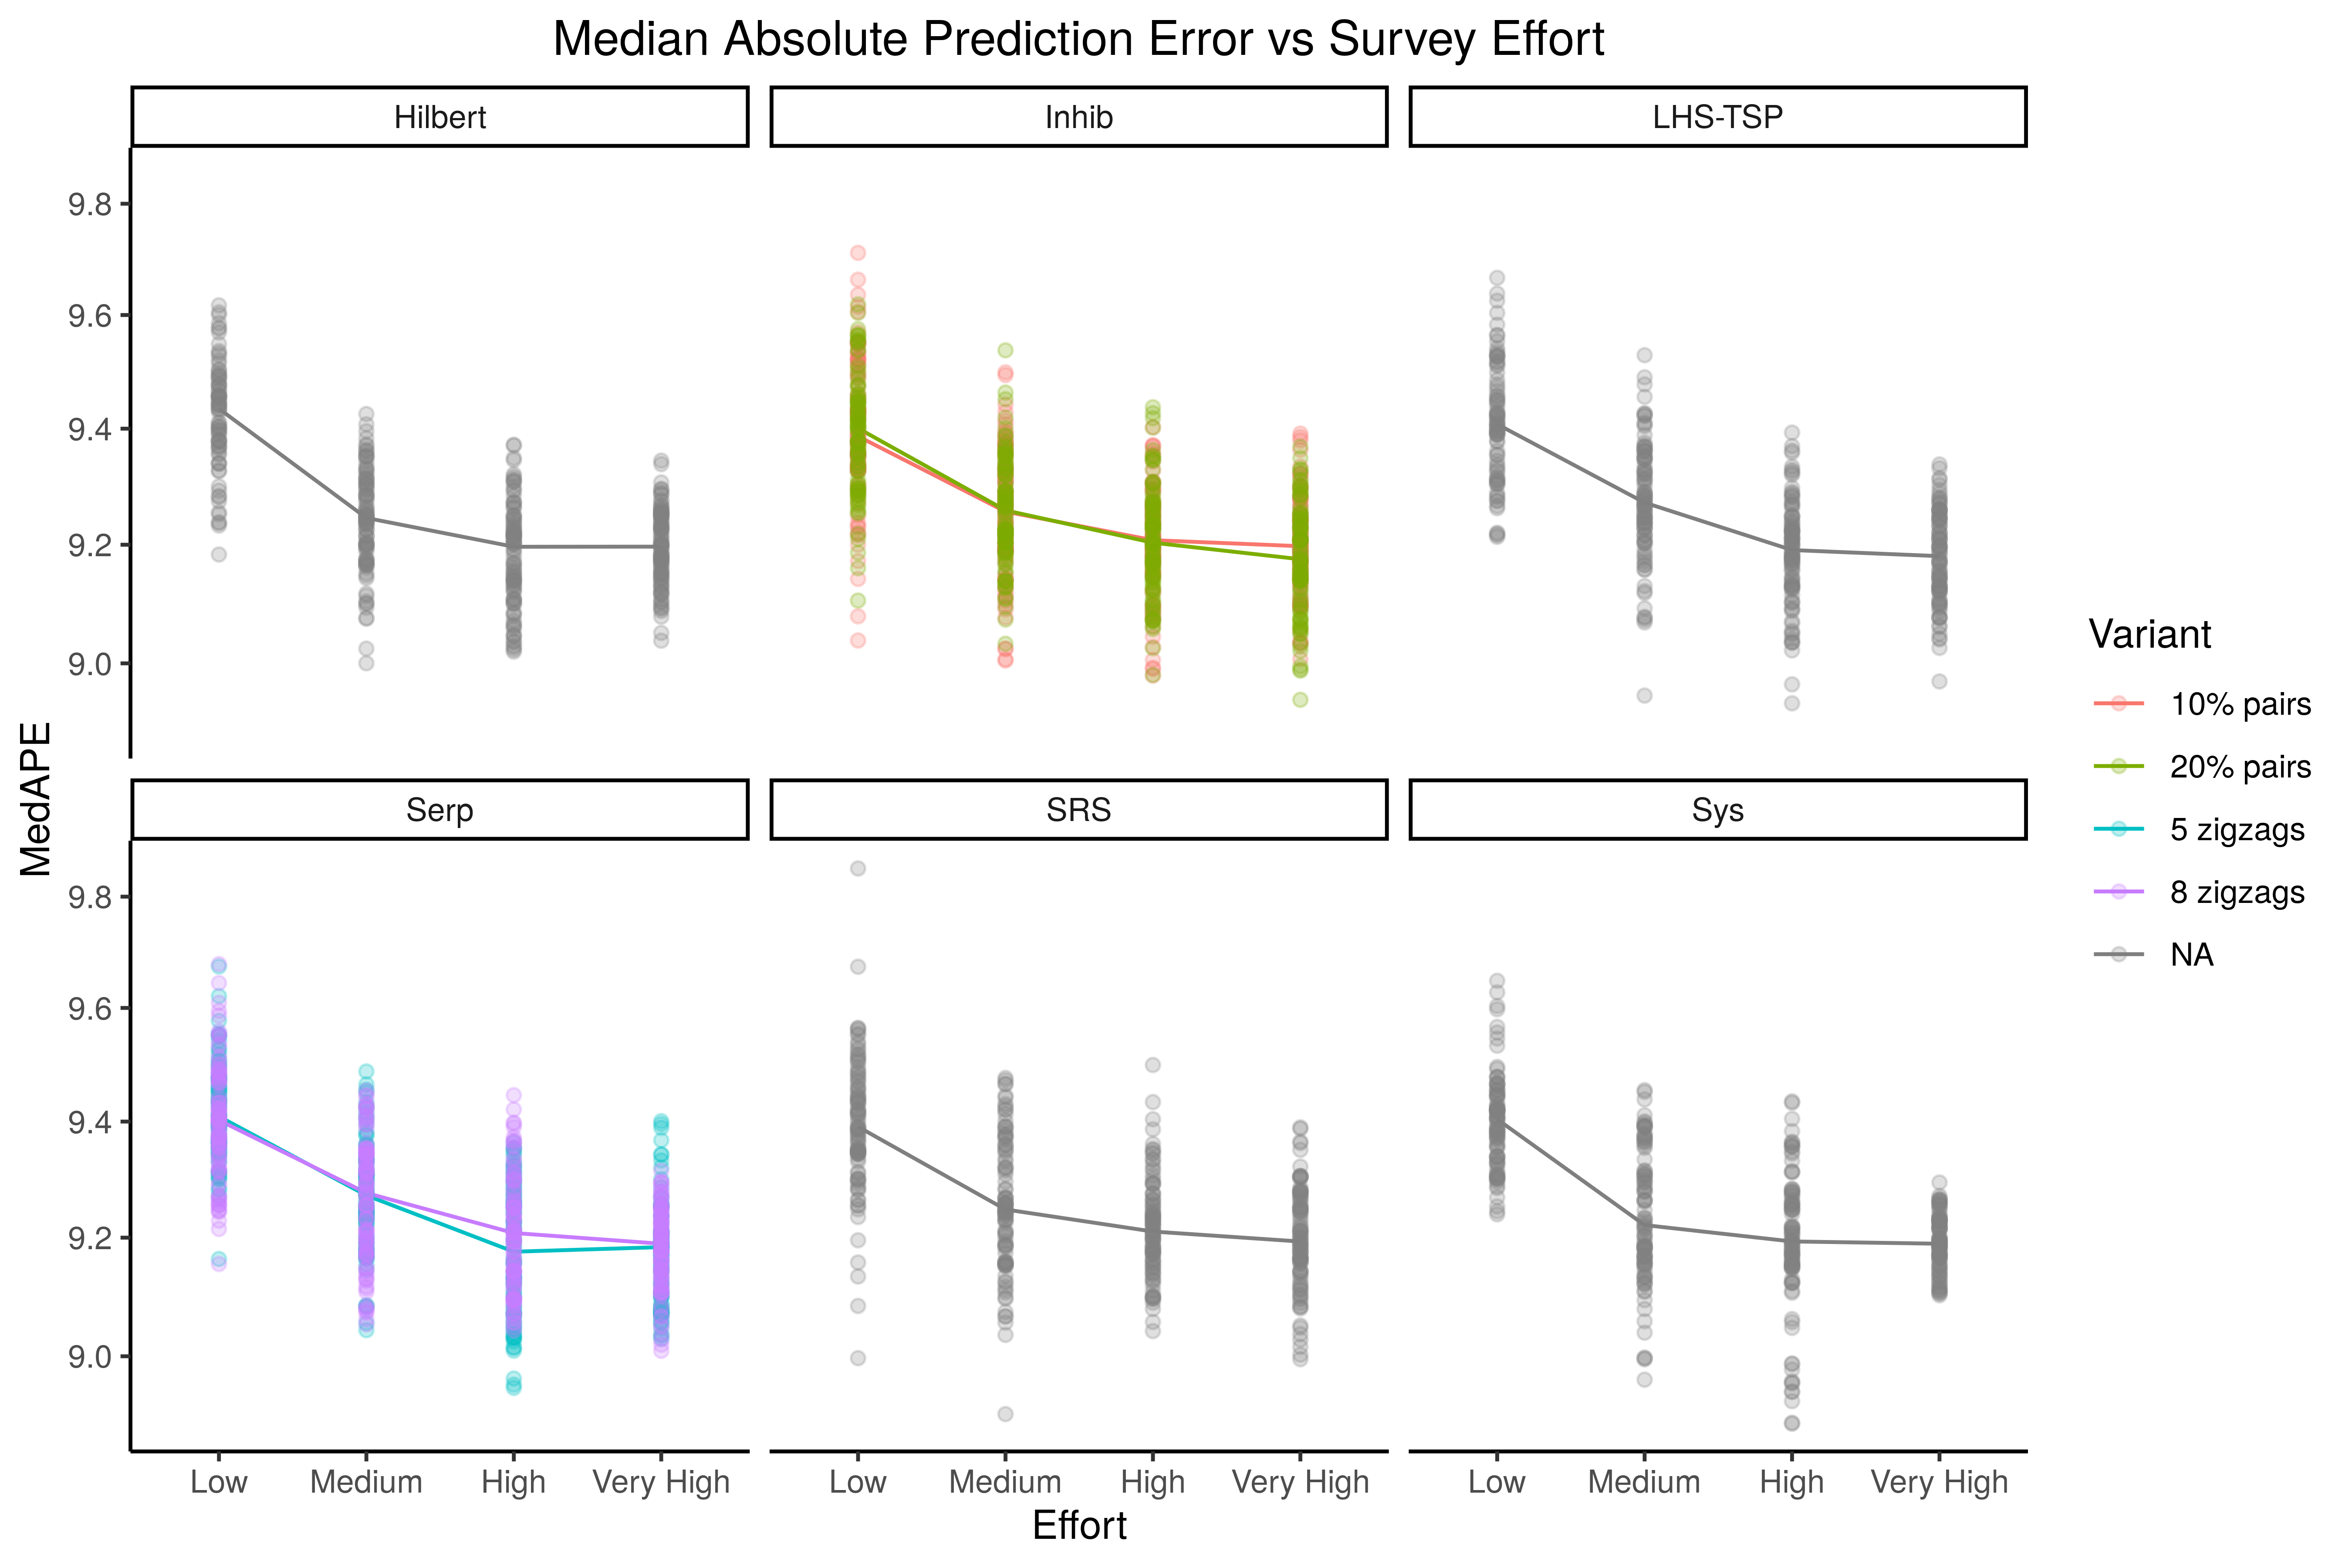 Median Absolute Prediction Error vs Survey Effort
Hilbert
Inhib
LHS-TSP
9.8
9.6
9.4
9.2
9.0
Serp
SRS
Sys
9.8
9.6
9.4
9.2
9.0
MedAPE
Low Medium High Very High
Low Medium High Very High
Low Medium High Very High
Effort
Variant
10% pairs
20% pairs
5 zigzags
8 zigzags
NA